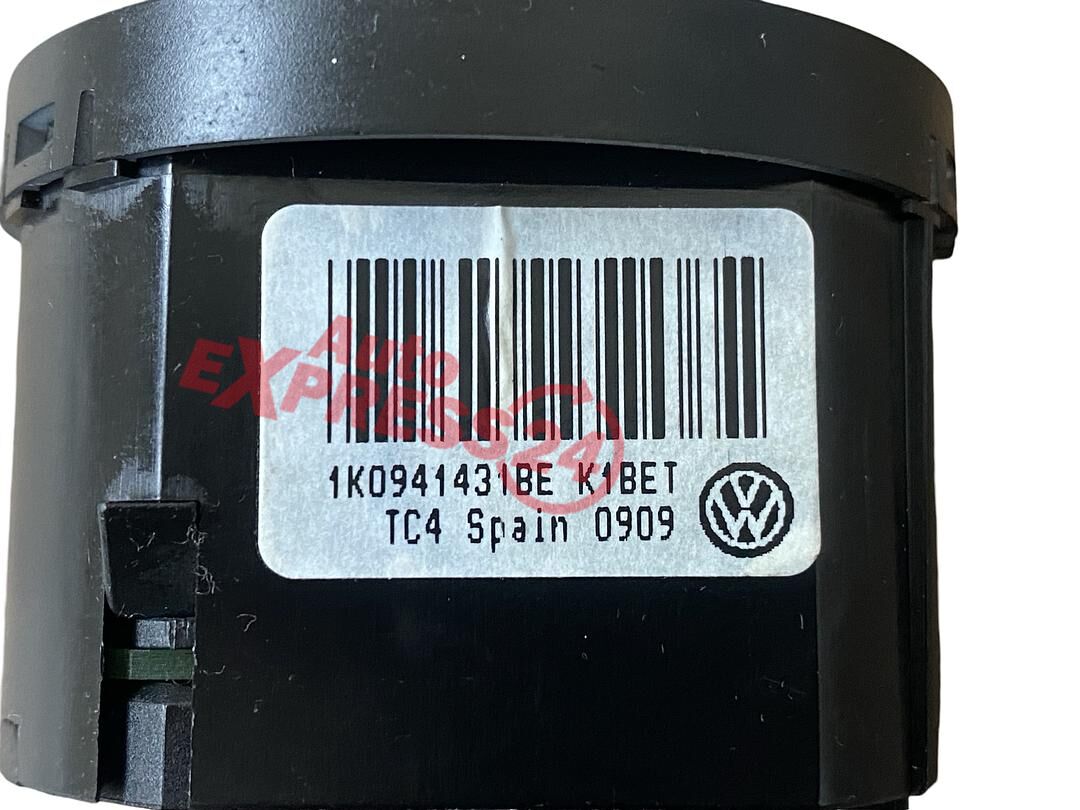 Auto
EXPRESS24
1K0941431BE K1BET
TC4 Spain 0909